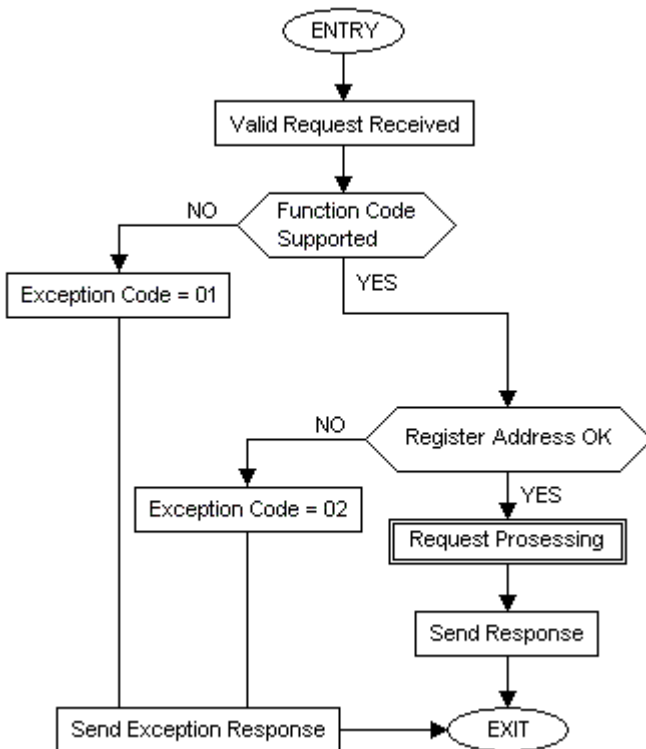 ENTRY
Valid Request Received
NO
Function Code
Supported
YES
Exception Code = 01
NO
Register Address OK
YES
Exception Code = 02
Request Prosessing
Send Response
Send Exception Response
EXIT